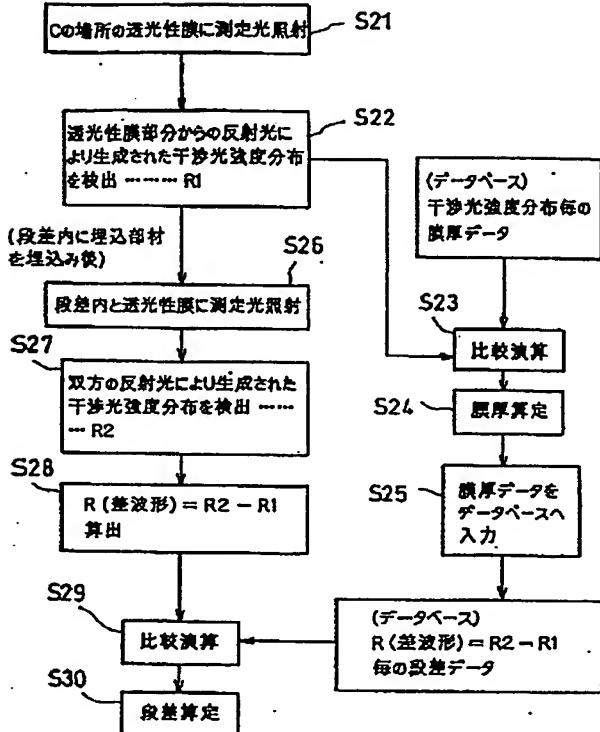 Cの場所の透光性膜に測定光照射
S21
透光性膜部分からの反射光に
より生成された干渉光強度分布
を検出 ……… R1
S22
(データベース)
干渉光強度分布毎の
膜厚データ
(段差内に埋込部材
を埋込み後)
S26
段差内と透光性膜に測定光照射
S23
比較演算
S27
双方の反射光により生成された
干渉光強度分布を検出 ……
… R2
S24
膜厚算定
S28
R (差波形) = R2 − R1
算出
S25
膜厚データを
データベースへ
入力
S29
比較演算
(データベース)
R (差波形) = R2 − R1
毎の段差データ
S30
段差算定